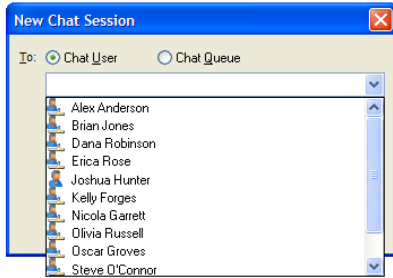 New Chat Session
To: Chat User Chat Queue
Alex Anderson
Brian Jones
Dana Robinson
Erica Rose
Joshua Hunter
Kelly Forges
Nicola Garrett
Olivia Russell
Oscar Groves
Steve O'Connor